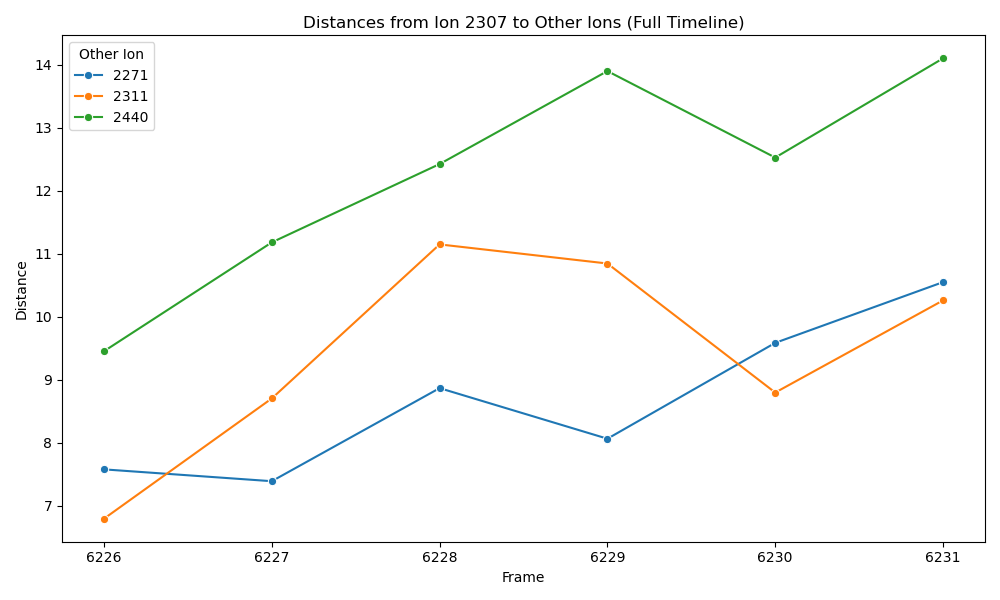 Distances from Ion 2307 to Other Ions (Full Timeline)
Other Ion
2271
2311
2440
Distance
14
13
12
11
10
9
8
7
6226 6227 6228 6229 6230 6231
Frame